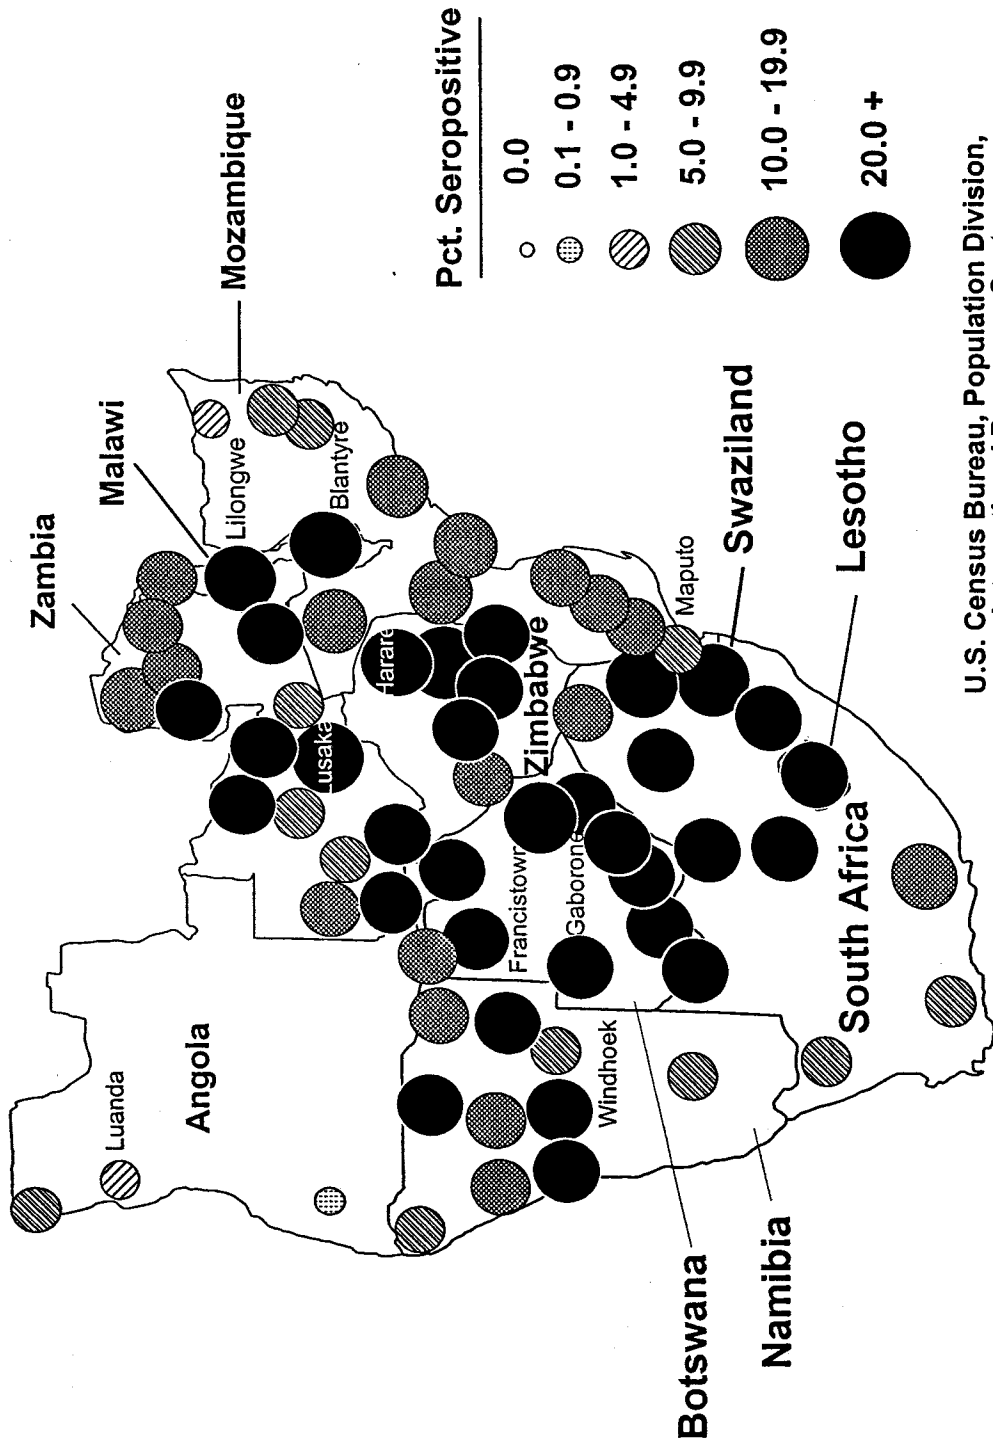 Zambia
Malawi
Mozambique
Lilongwe
Blantyre
Luanda
Angola
Lusaka
Harare
Zimbabwe
Francistown
Gaborone
Windhoek
Maputo
Swaziland
Lesotho
South Africa
Botswana
Namibia
Pct. Seropositive
0.0
0.1 - 0.9
1.0 - 4.9
5.0 - 9.9
10.0 - 19.9
20.0 +
U.S. Census Bureau, Population Division,